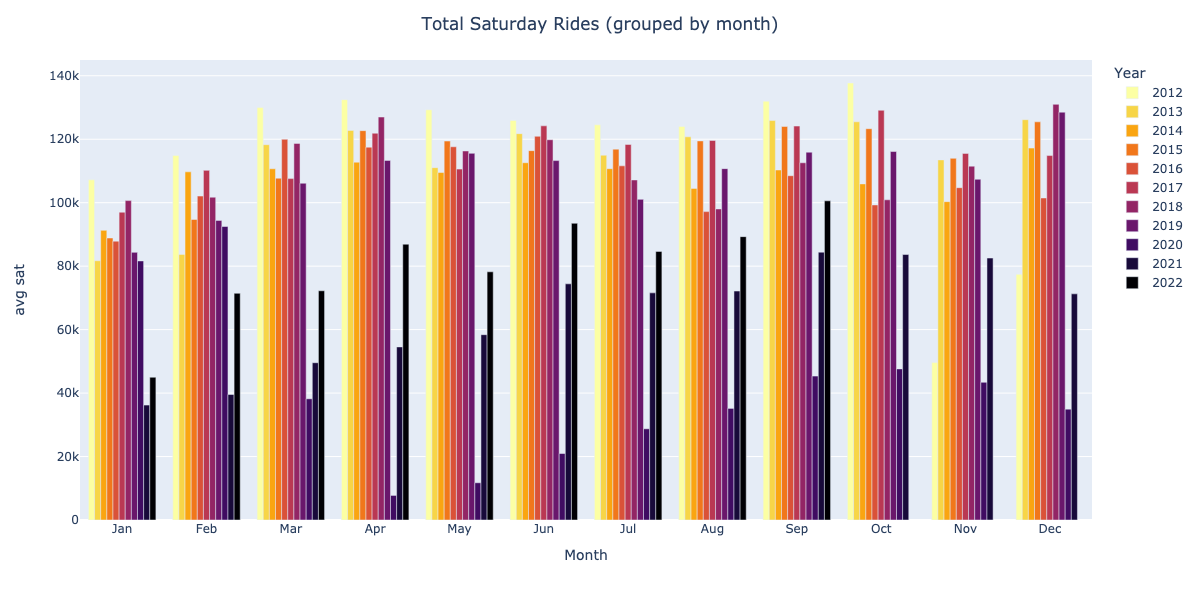 Total Saturday Rides (grouped by month)
140k
120k
100k
80k
60k
40k
20k
0
avg sat
Jan Feb Mar Apr May Jun Jul Aug Sep Oct Nov Dec
Month
Year
2012
2013
2014
2015
2016
2017
2018
2019
2020
2021
2022